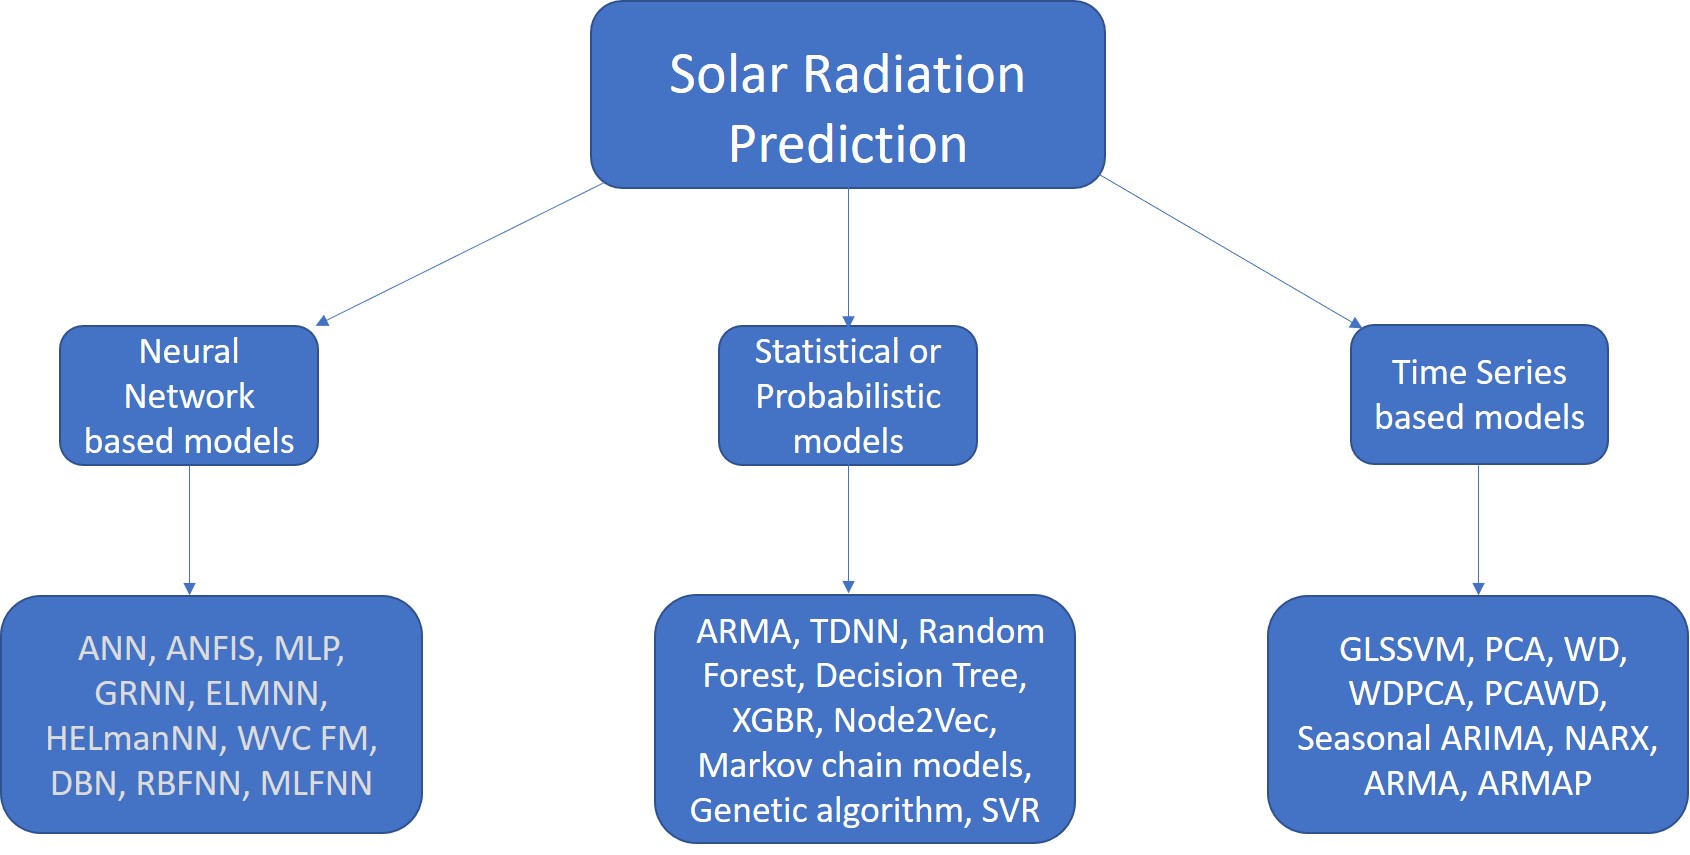 Solar Radiation
Prediction
Neural
Network
based models
Statistical or
Probabilistic
models
Time Series
based models
ANN, ANFIS, MLP,
GRNN, ELMNN,
HELmanNN, WVC FM,
DBN, RBFNN, MLFNN
ARMA, TDNN, Random
Forest, Decision Tree,
XGBR, Node2Vec,
Markov chain models,
Genetic algorithm, SVR
GLSSVM, PCA, WD,
WDPCA, PCAWD,
Seasonal ARIMA, NARX,
ARMA, ARMAP